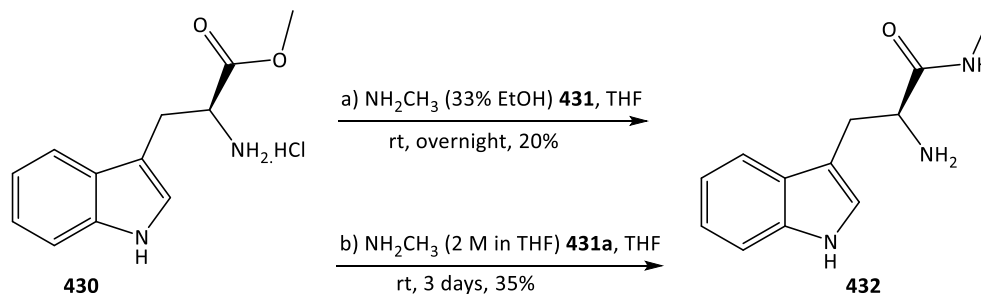 O
O
O
NH
a) NH2CH3 (33% EtOH) 431, THF
rt, overnight, 20%
NH2.HCl
NH2
N
H
N
H
b) NH2CH3 (2 M in THF) 431a, THF
rt, 3 days, 35%
430
432